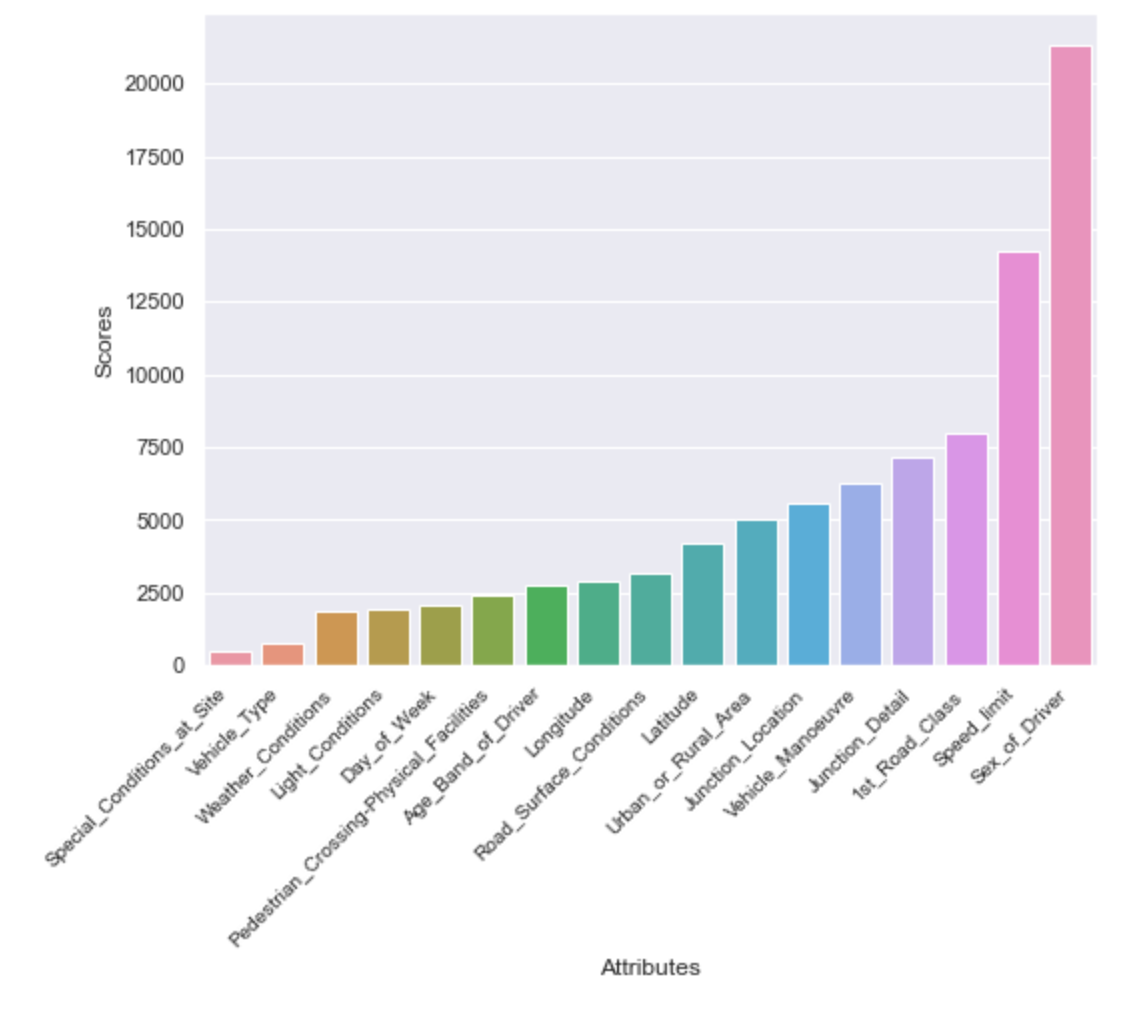 20000
17500
15000
12500
10000
7500
5000
2500
0
Scores
Special_Conditions_at_Site
Vehicle_Type
Weather_Conditions
Light_Conditions
Day_of_Week
Pedestrian_Crossing-Physical_Facilities
Age_Band_of_Driver
Longitude
Road_Surface_Conditions
Latitude
Urban_or_Rural_Area
Junction_Location
Vehicle_Manoeuvre
Junction_Detail
1st_Road_Class
Speed_limit
Sex_of_Driver
Attributes